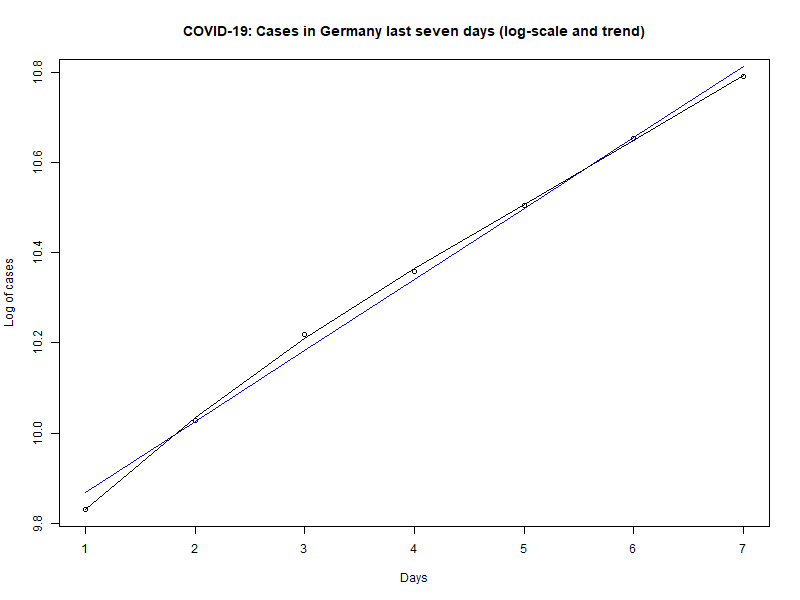 COVID-19: Cases in Germany last seven days (log-scale and trend)
10.8
10.6
10.4
10.2
10.0
9.8
Log of cases
1 2 3 4 5 6 7
Days